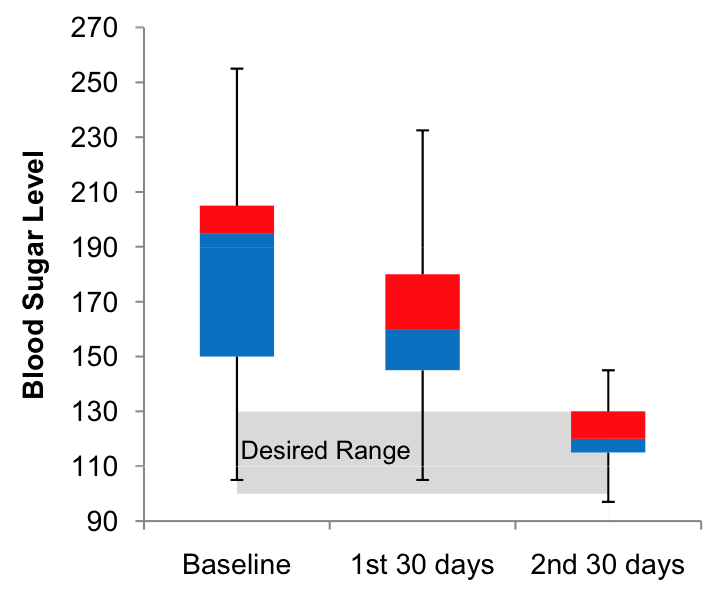 270
250
230
210
190
170
150
130
110
90
Blood Sugar Level
Desired Range
Baseline
1st 30 days
2nd 30 days